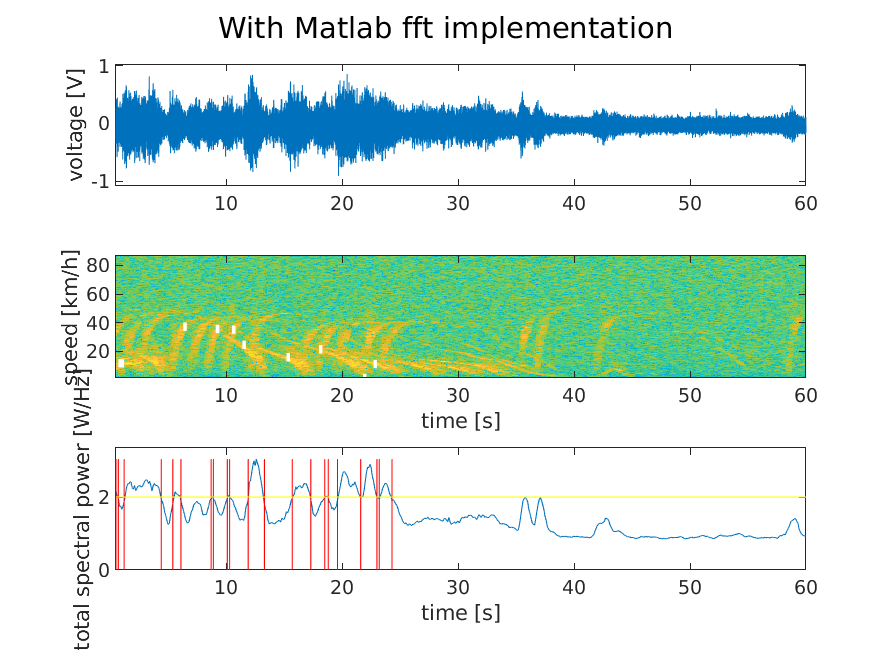 With Matlab fft implementation
voltage [V]
1
0
-1
10 20 30 40 50 60
speed [km/h]
80
60
40
20
10 20 30 40 50 60
time [s]
total spectral power [W/Hz]
2
0
10 20 30 40 50 60
time [s]